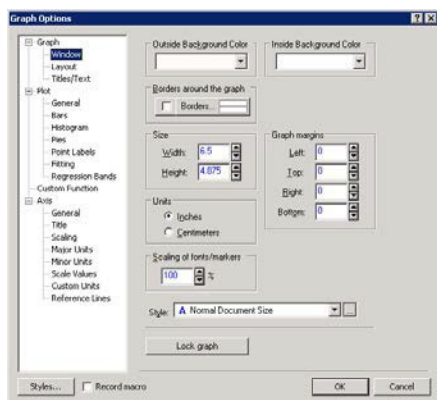 Graph Options
Graph
Window
Layout
Titles/Text
Plot
General
Bars
Histogram
Pies
Point Labels
Fitting
Regression Bands
Custom Function
Axis
General
Title
Scaling
Major Units
Minor Units
Scale Values
Custom Units
Reference Lines
Outside Background Color
Inside Background Color
Borders around the graph
Borders...
Size
Width: 6.5
Height: 4.875
Graph margins
Left: 0
Top: 0
Right: 0
Bottom: 0
Units
Inches
Centimeters
Scaling of fonts/markers
100 %
Style: A Normal Document Size
...
Lock graph
Styles... Record macro OK Cancel